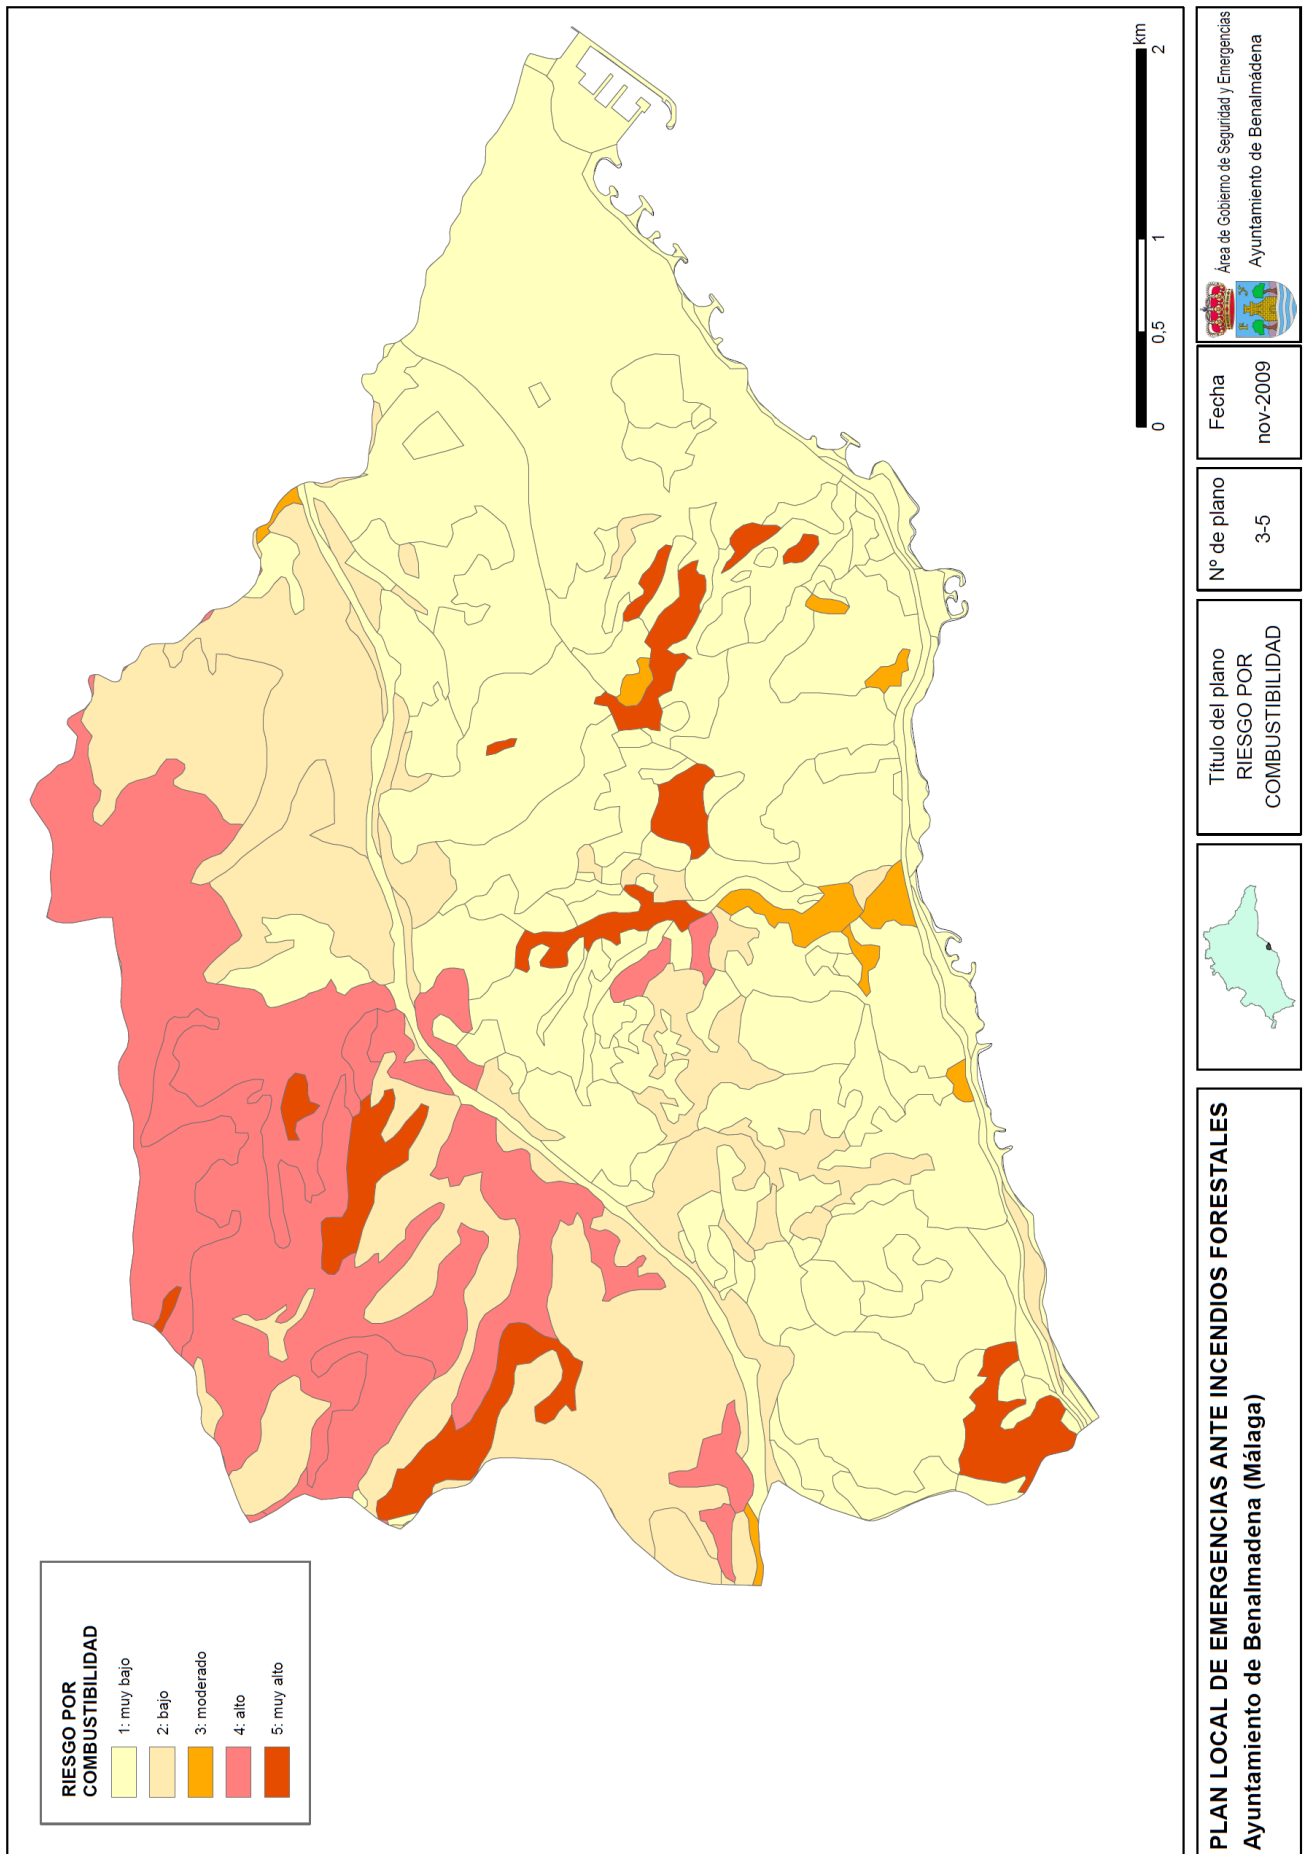 RIESGO POR
COMBUSTIBILIDAD
1: muy bajo
2: bajo
3: moderado
4: alto
5: muy alto
km
0
0,5
1
2
PLAN LOCAL DE EMERGENCIAS ANTE INCENDIOS FORESTALES
Ayuntamiento de Benalmadena (Málaga)
Título del plano
RIESGO POR
COMBUSTIBILIDAD
Nº de plano
3-5
Fecha
nov-2009
Área de Gobierno de Seguridad y Emergencias
Ayuntamiento de Benalmádena